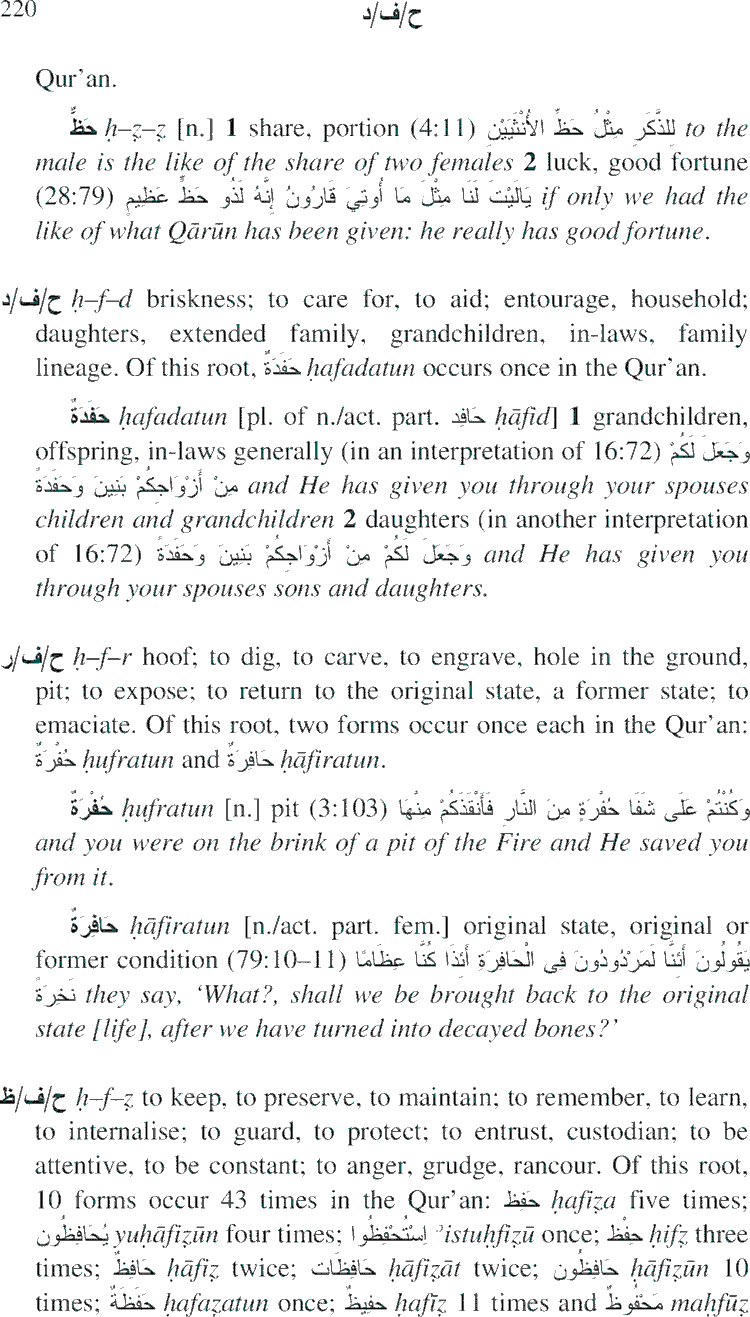 220 ح/ف/د
Qur’an.
حَظٌّ ḥ–ẓ–ẓ [n.] 1 share, portion (4:11) لِلذَّكَرِ مِثْلُ حَظِّ الأُنْثَيَيْنِ to the
male is the like of the share of two females 2 luck, good fortune
(28:79) يَالَيْتَ لَنَا مِثْلَ مَا أُوتِيَ قَارُونُ إِنَّهُ لَذُو حَظٍّ عَظِيمٍ if only we had the
like of what Qārūn has been given: he really has good fortune.
ح/ف/د ḥ–f–d briskness; to care for, to aid; entourage, household;
daughters, extended family, grandchildren, in-laws, family
lineage. Of this root, حَفَدَةٌ ḥafadatun occurs once in the Qur’an.
حَفَدَةٌ ḥafadatun [pl. of n./act. part. حَافِد ḥāfid] 1 grandchildren,
offspring, in-laws generally (in an interpretation of 16:72) وَجَعَلَ لَكُمْ
مِنْ أَزْوَاجِكُمْ بَنِينَ وَحَفَدَةً and He has given you through your spouses
children and grandchildren 2 daughters (in another interpretation
of 16:72) وَجَعَلَ لَكُمْ مِنْ أَزْوَاجِكُمْ بَنِينَ وَحَفَدَةً and He has given you
through your spouses sons and daughters.
ح/ف/ر ḥ–f–r hoof; to dig, to carve, to engrave, hole in the ground,
pit; to expose; to return to the original state, a former state; to
emaciate. Of this root, two forms occur once each in the Qur’an:
حُفْرَةٌ ḥufratun and حَافِرَةٌ ḥāfiratun.
حُفْرَةٌ ḥufratun [n.] pit (3:103) وَكُنْتُمْ عَلَى شَفَا حُفْرَةٍ مِنَ النَّارِ فَأَنْقَذَكُمْ مِنْهَا
and you were on the brink of a pit of the Fire and He saved you
from it.
حَافِرَةٌ ḥāfiratun [n./act. part. fem.] original state, original or
former condition (79:10–11) يَقُولُونَ أَئِنَّا لَمَرْدُودُونَ فِى الْحَافِرَةِ أَئِذَا كُنَّا عِظَامًا
نَخِرَةً they say, ‘What?, shall we be brought back to the original
state [life], after we have turned into decayed bones?’
ح/ف/ظ ḥ–f–ẓ to keep, to preserve, to maintain; to remember, to learn,
to internalise; to guard, to protect; to entrust, custodian; to be
attentive, to be constant; to anger, grudge, rancour. Of this root,
10 forms occur 43 times in the Qur’an: حَفِظ ḥafiẓa five times;
يُحَافِظُون yuḥāfiẓūn four times; اِسْتُحْفِظُوا ʾistuḥfiẓū once; حِفْظ ḥifẓ three
times; حَافِظٌ ḥāfiẓ twice; حَافِظَات ḥāfiẓāt twice; حَافِظُون ḥāfiẓūn 10
times; حَفَظَةٌ ḥafaẓatun once; حَفِيظٌ ḥafīẓ 11 times and مَحْفُوظٌ maḥfūẓ